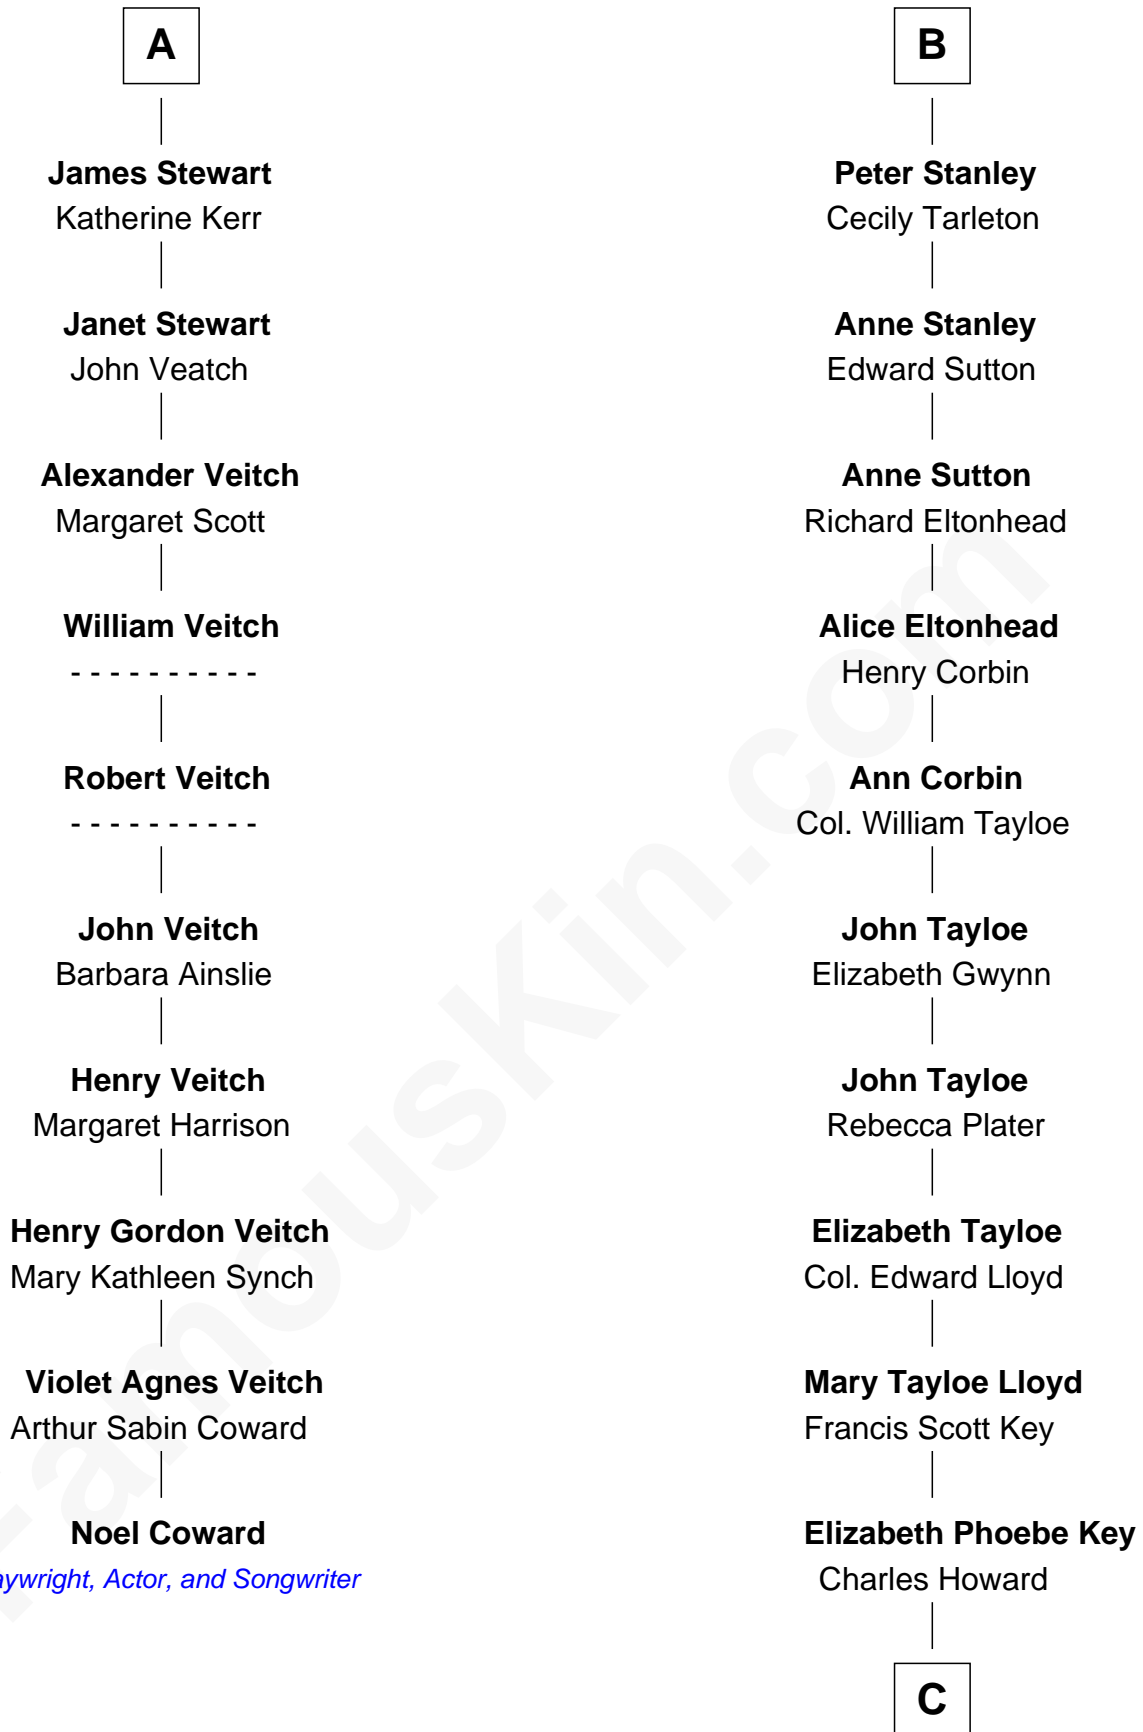 A
James Stewart
Katherine Kerr
Janet Stewart
John Veatch
Alexander Veitch
Margaret Scott
William Veitch
- - - - - - - - - -
Robert Veitch
- - - - - - - - - -
John Veitch
Barbara Ainslie
Henry Veitch
Margaret Harrison
Henry Gordon Veitch
Mary Kathleen Synch
Violet Agnes Veitch
Arthur Sabin Coward
Noel Coward
aywright, Actor, and Songwriter
B
Peter Stanley
Cecily Tarleton
Anne Stanley
Edward Sutton
Anne Sutton
Richard Eltonhead
Alice Eltonhead
Henry Corbin
Ann Corbin
Col. William Tayloe
John Tayloe
Elizabeth Gwynn
John Tayloe
Rebecca Plater
Elizabeth Tayloe
Col. Edward Lloyd
Mary Tayloe Lloyd
Francis Scott Key
Elizabeth Phoebe Key
Charles Howard
C
FamousKin.com